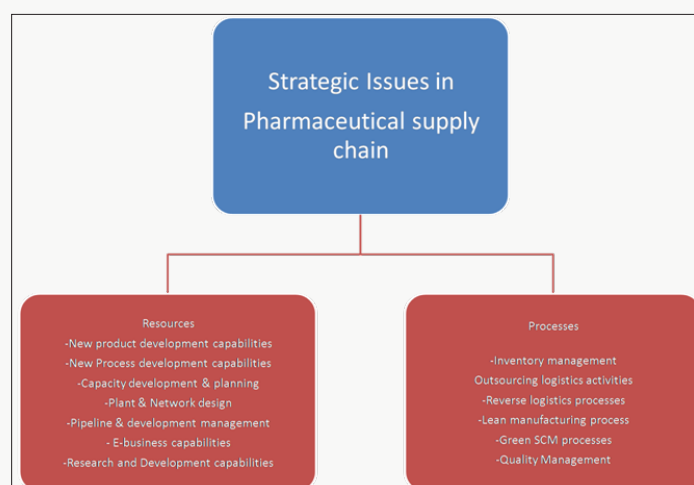 Strategic Issues in
Pharmaceutical supply
chain
Resources
-New product development capabilities
-New Process development capabilities
-Capacity development & planning
-Plant & Network design
-Pipeline & development management
- E-business capabilities
-Research and Development capabilities
Processes
-Inventory management
Outsourcing logistics activities
-Reverse logistics processes
-Lean manufacturing process
-Green SCM processes
-Quality Management